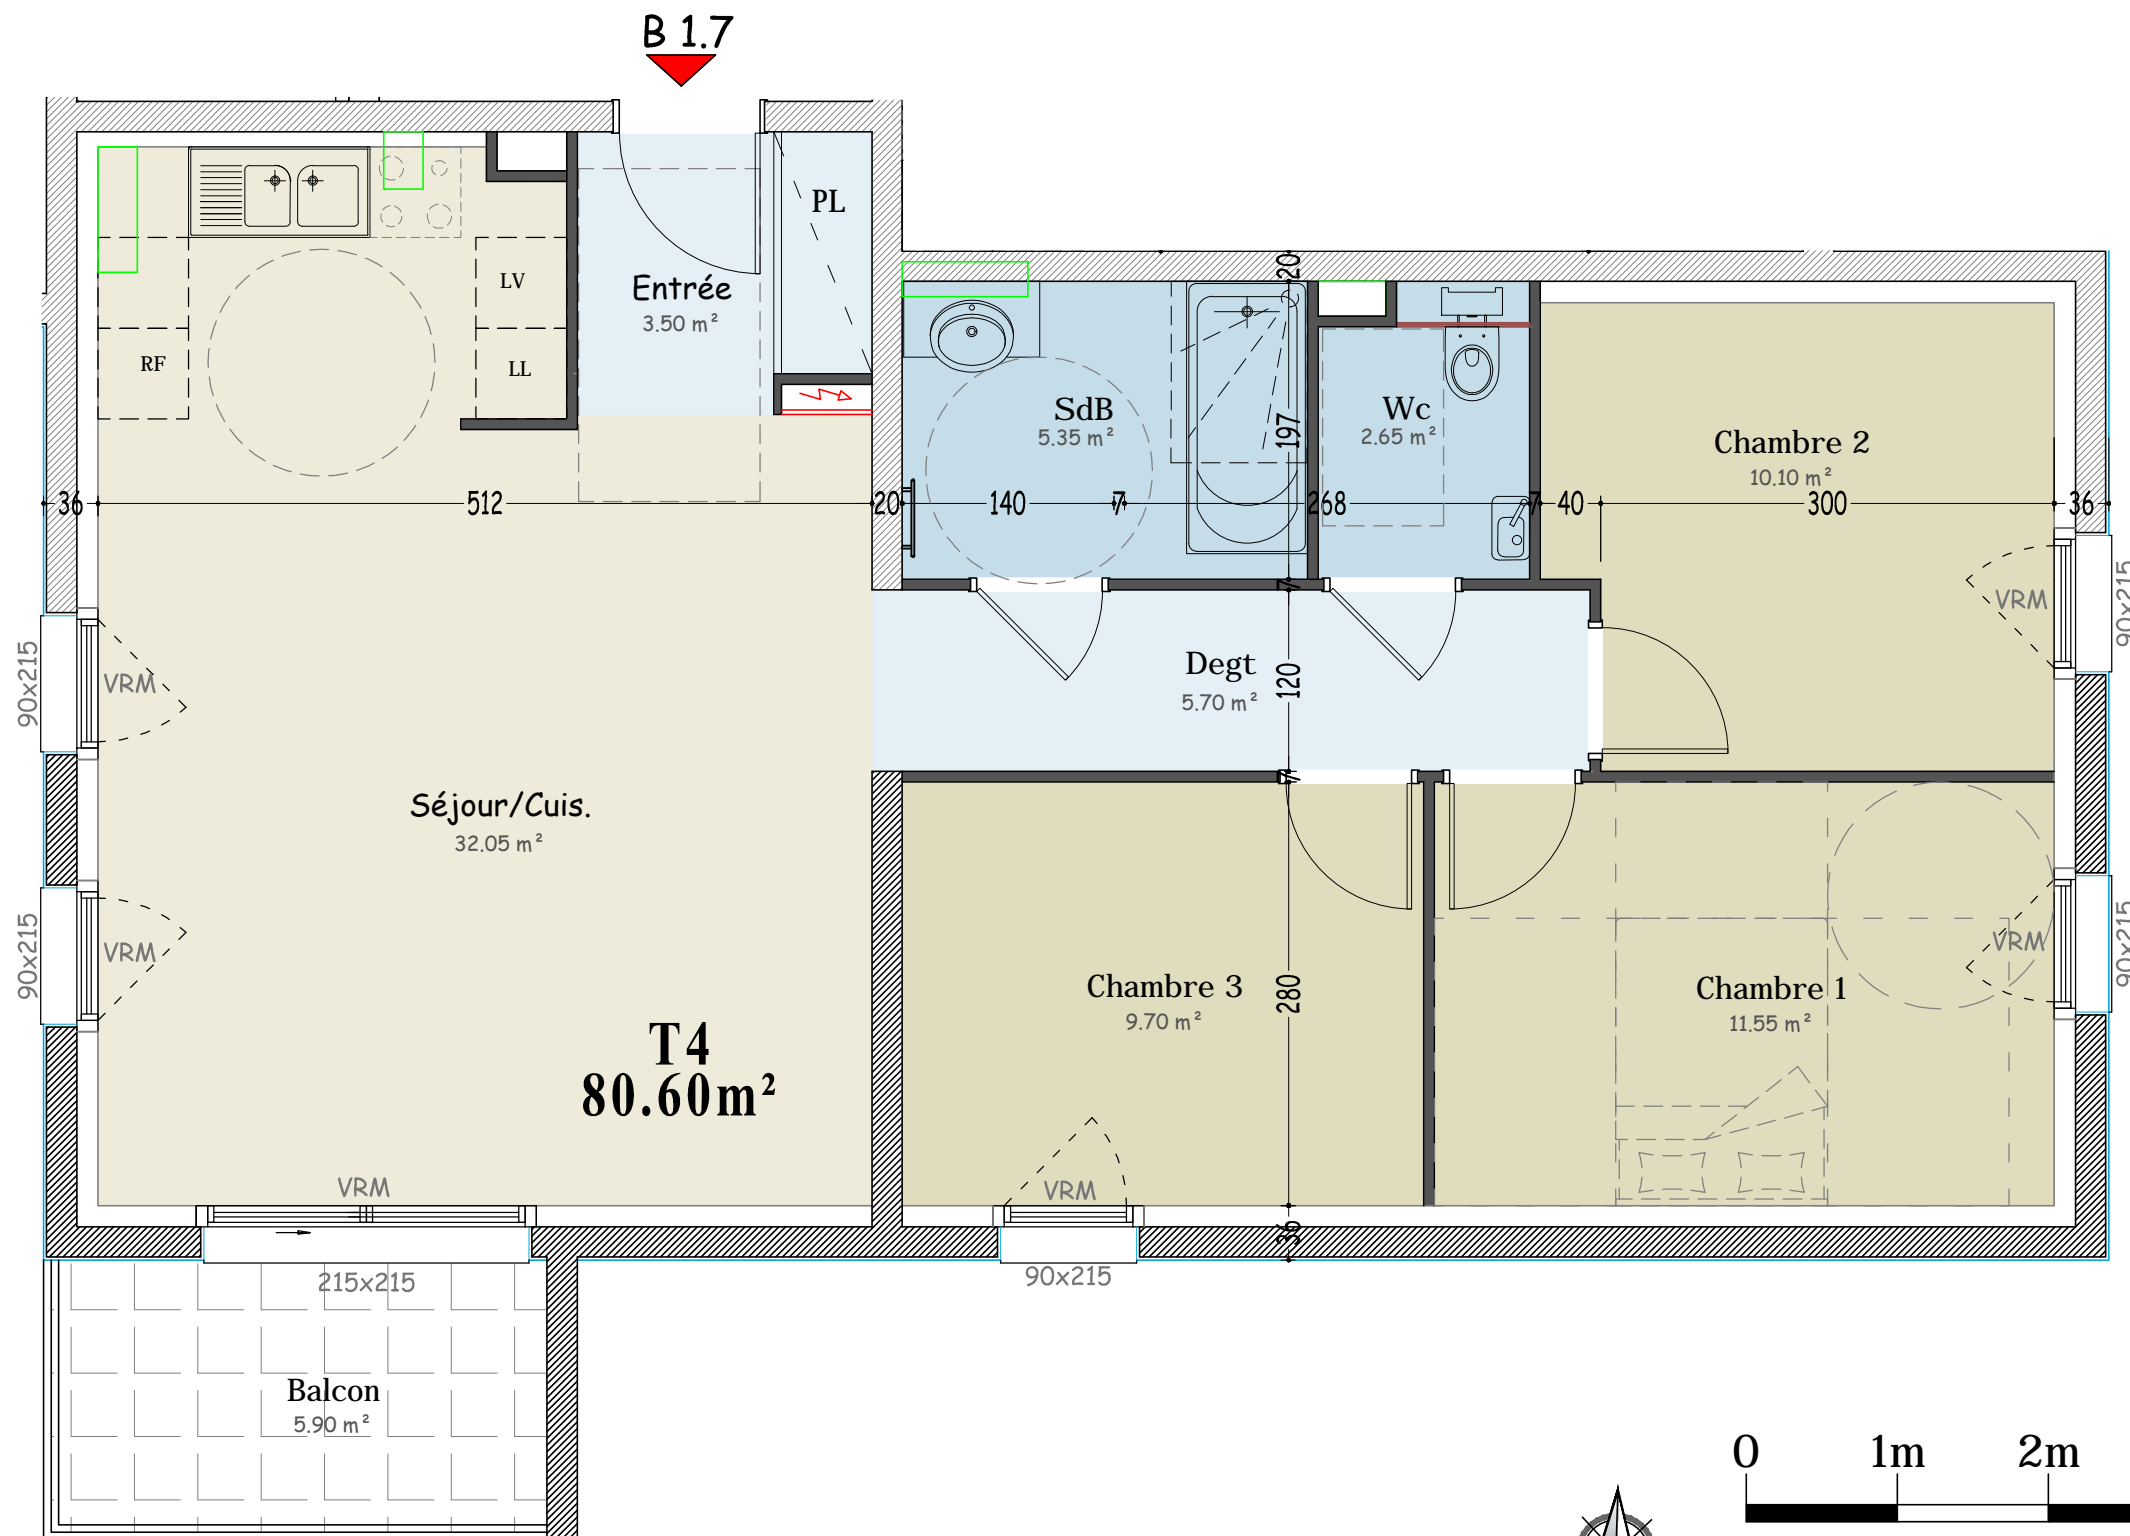 B 1.7
PL
LV
Entrée
3.50 m²
RF
LL
20
SdB
5.35 m²
197
Wc
2.65 m²
Chambre 2
10.10 m²
36
512
20
140
7
268
7
40
300
36
7
90x215
VRM
VRM
90x215
Degt
5.70 m²
120
7
Séjour/Cuis.
32.05 m²
90x215
VRM
VRM
90x215
Chambre 3
9.70 m²
280
Chambre 1
11.55 m²
T4
80.60m²
VRM
VRM
36
215x215
90x215
Balcon
5.90 m²
0
1m
2m